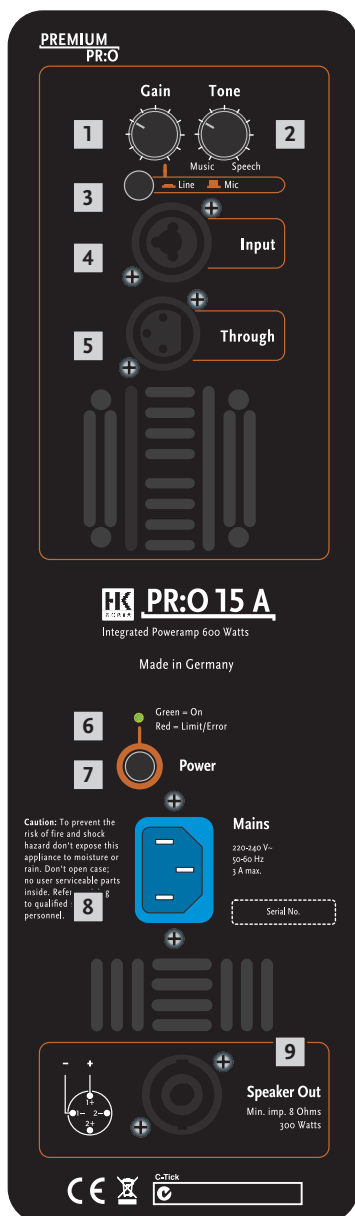 PREMIUM
PR:O
Gain Tone
1
2
Music Speech
3
Line Mic
4
Input
5
Through
HK
AUDIO
PR:O 15 A
Integrated Poweramp 600 Watts
Made in Germany
6
Green = On
Red = Limit/Error
7
Power
Caution: To prevent the
risk of fire and shock
hazard don't expose this
appliance to moisture or
rain. Don't open case;
no user serviceable parts
inside. Refer
to qualified
personnel.
8
Mains
220-240 V~
50-60 Hz
3 A max.
Serial No.
9
- +
1+
1- 2-
2+
Speaker Out
Min. imp. 8 Ohms
300 Watts
CE
C-Tick